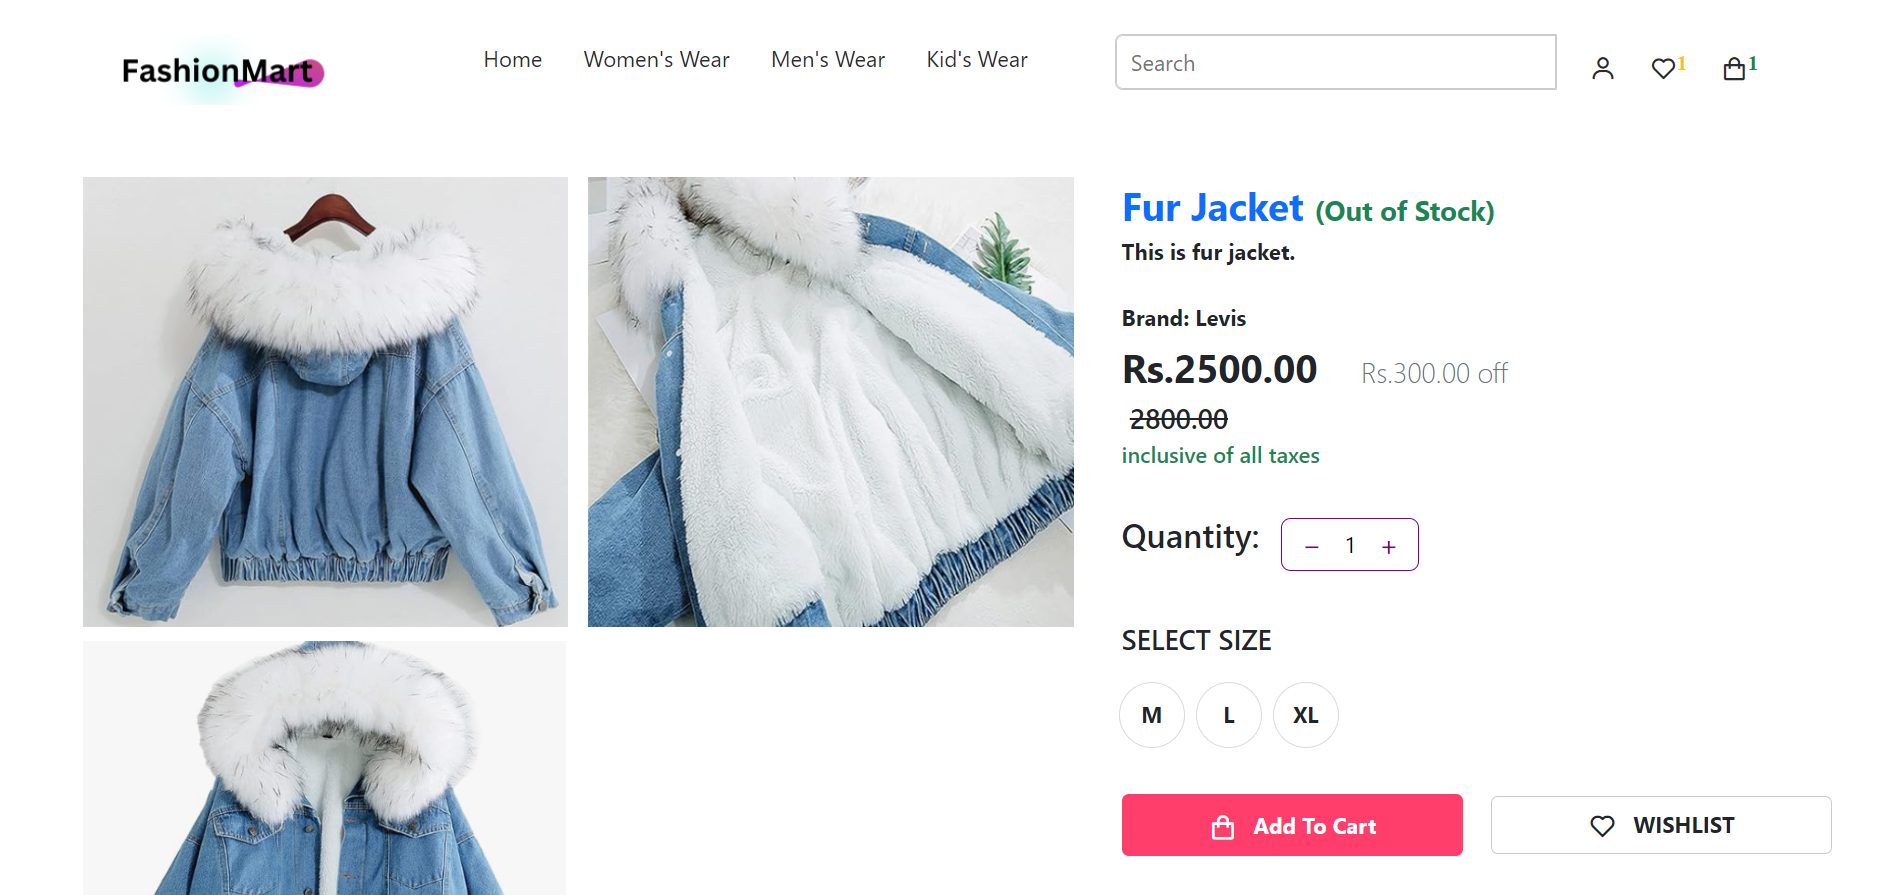 FashionMart
Home Women's Wear Men's Wear Kid's Wear
Search
1
1
Fur Jacket (Out of Stock)
This is fur jacket.
Brand: Levis
Rs.2500.00 Rs.300.00 off
2800.00
inclusive of all taxes
Quantity: − 1 +
SELECT SIZE
M L XL
Add To Cart
WISHLIST